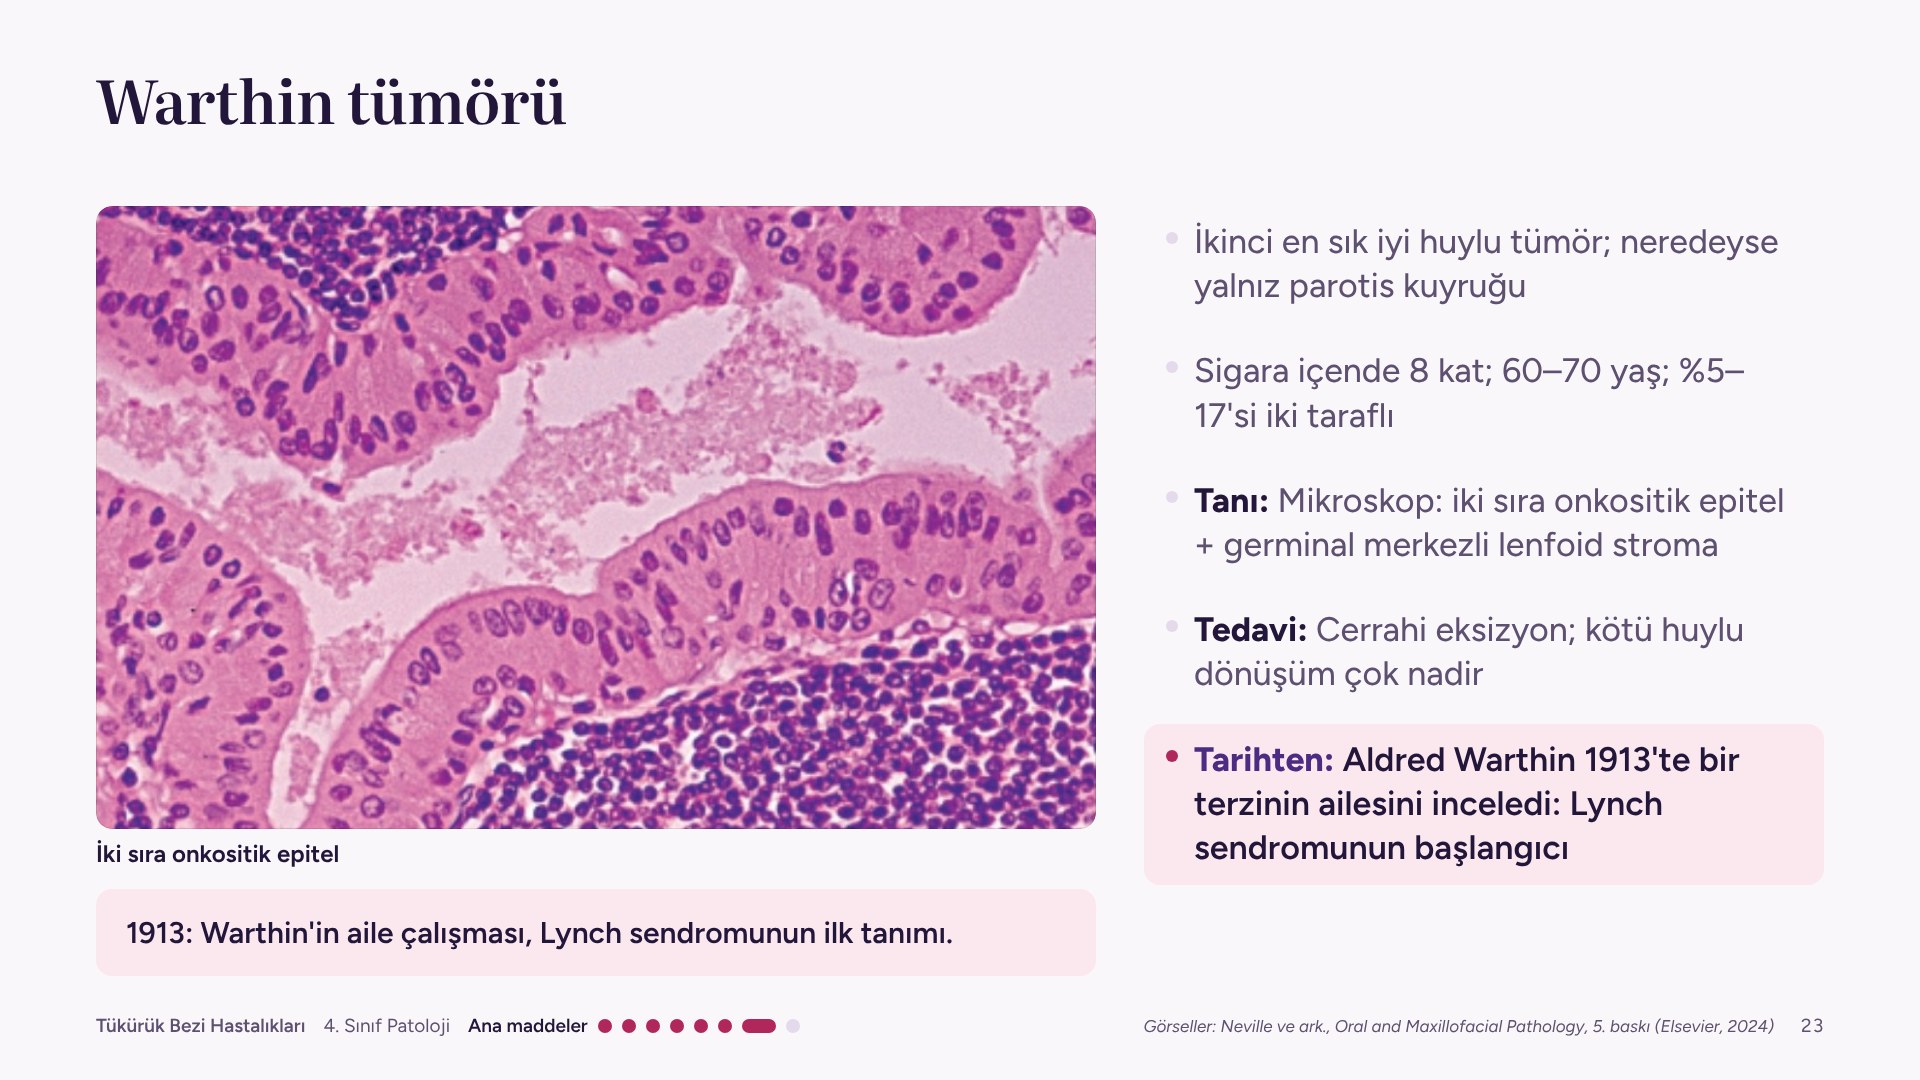 Warthin tümörü
İkinci en sık iyi huylu tümör; neredeyse
yalnız parotis kuyruğu
Sigara içende 8 kat; 60–70 yaş; %5–
17'si iki taraflı
Tanı: Mikroskop: iki sıra onkositik epitel
+ germinal merkezli lenfoid stroma
Tedavi: Cerrahi eksizyon; kötü huylu
dönüşüm çok nadir
Tarihten: Aldred Warthin 1913'te bir
terzinin ailesini inceledi: Lynch
sendromunun başlangıcı
İki sıra onkositik epitel
1913: Warthin'in aile çalışması, Lynch sendromunun ilk tanımı.
Tükürük Bezi Hastalıkları 4. Sınıf Patoloji Ana maddeler
Görseller: Neville ve ark., Oral and Maxillofacial Pathology, 5. baskı (Elsevier, 2024) 23